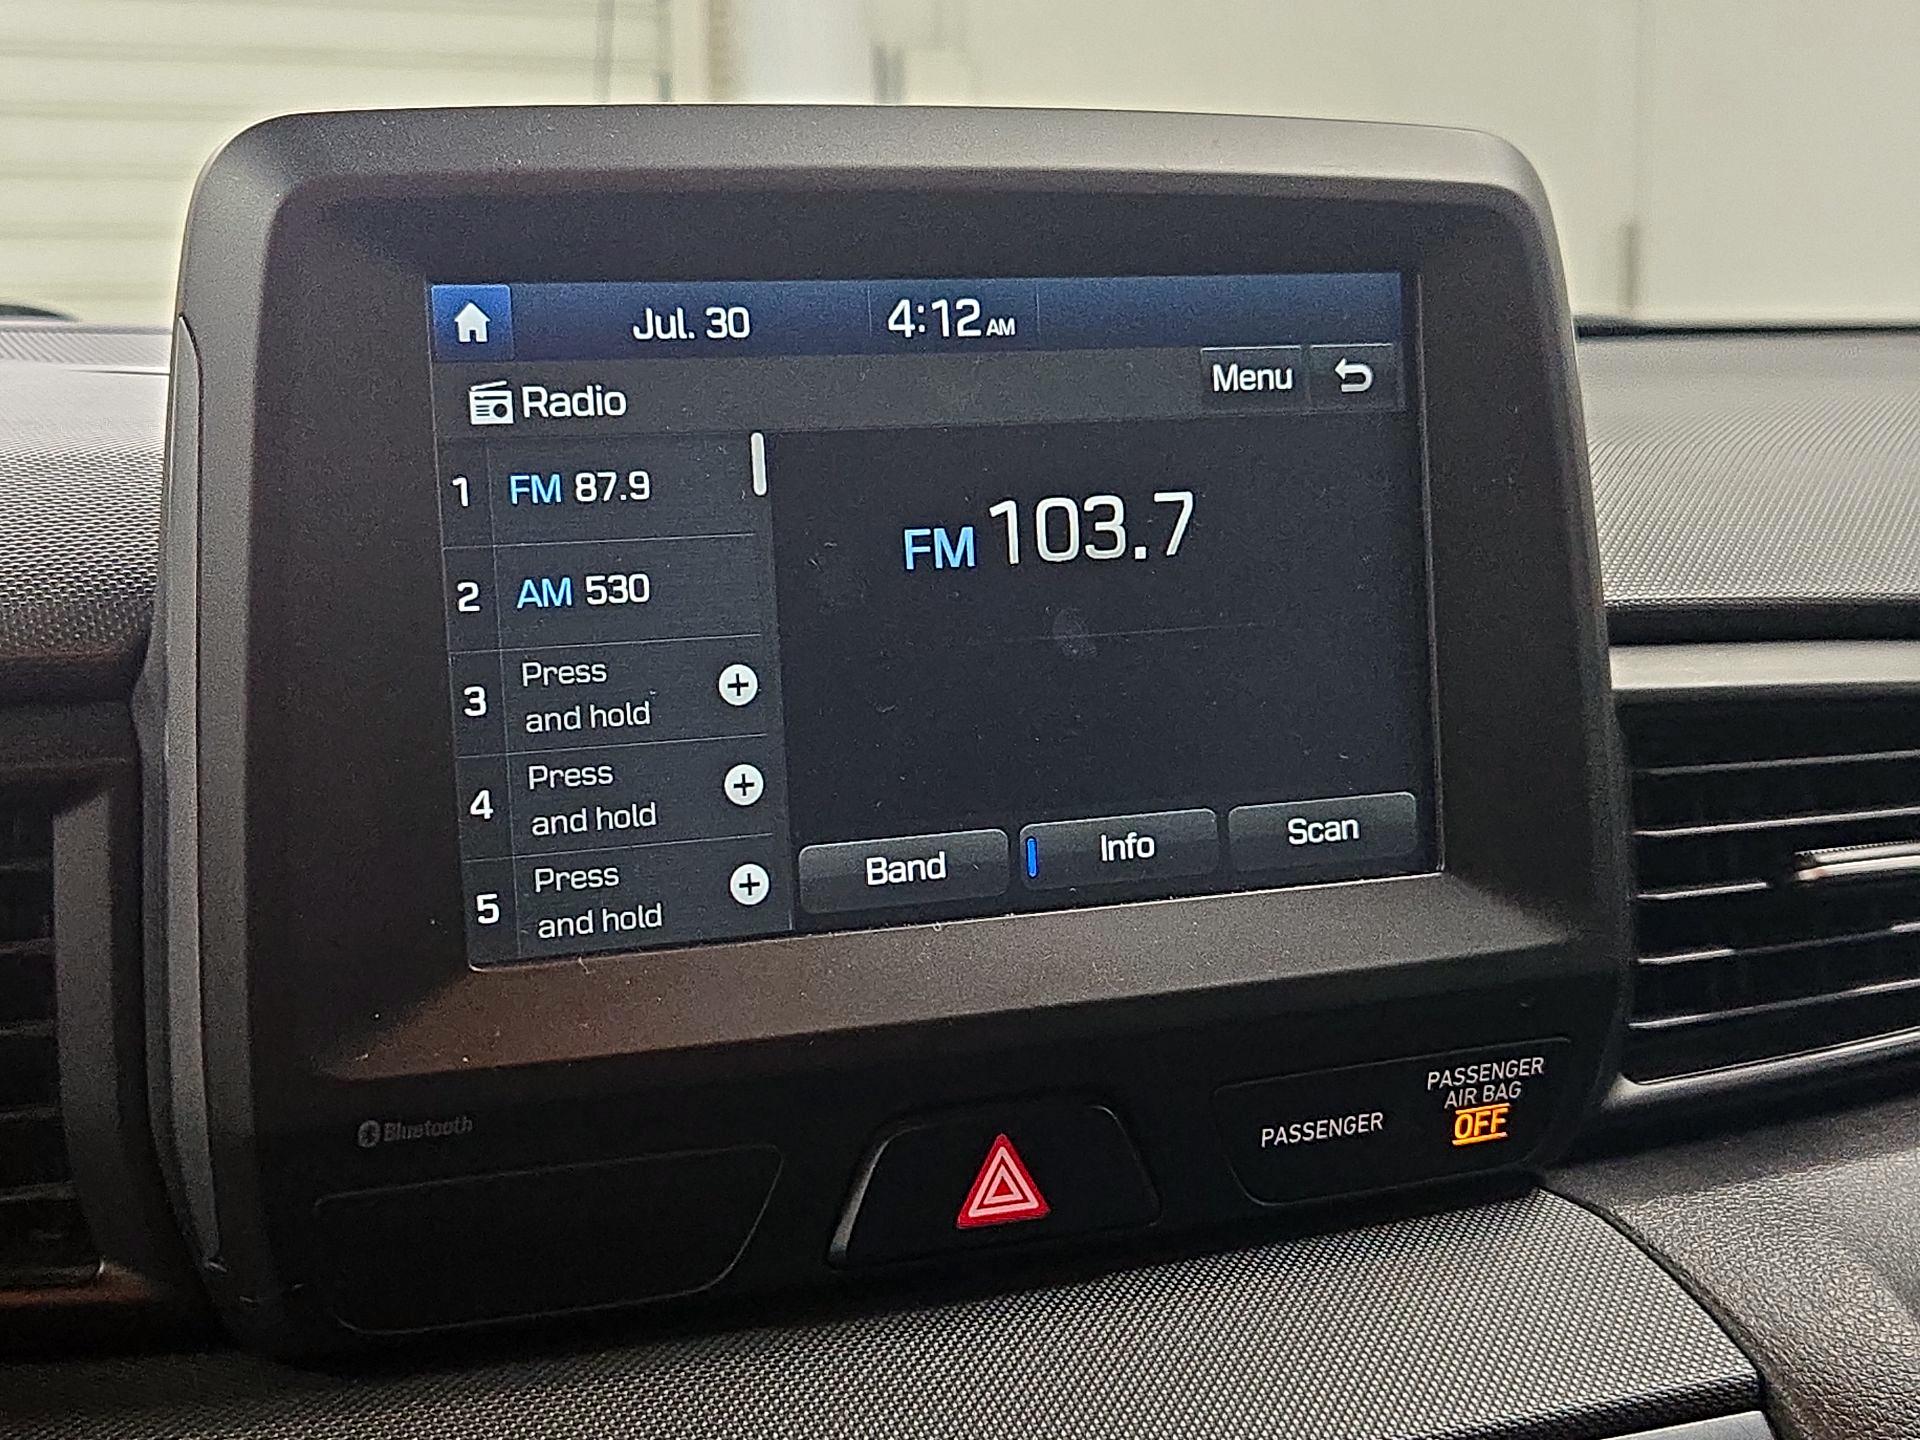 Jul. 30 4:12 AM
Radio Menu
1 FM 87.9
FM 103.7
2 AM 530
3 Press
and hold
4 Press
and hold
5 Press
and hold
Band Info Scan
Bluetooth
PASSENGER
PASSENGER
AIR BAG
OFF